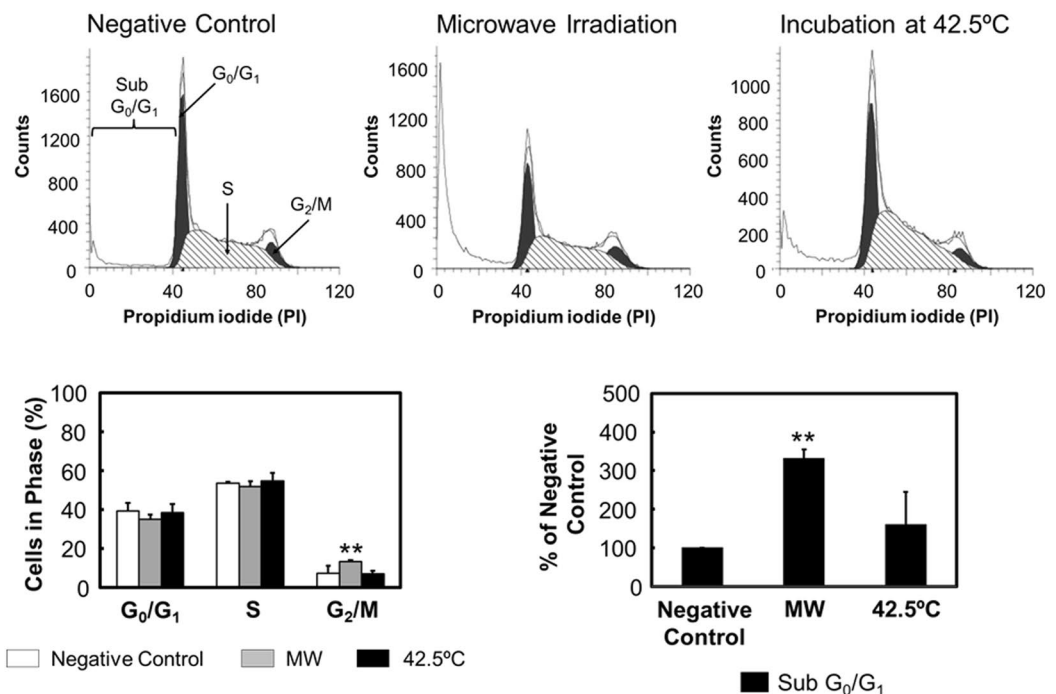 Negative Control
Microwave Irradiation
Incubation at 42.5ºC
Counts
1600
1200
800
400
0
Sub
G₀/G₁
G₀/G₁
S
G₂/M
0 40 80 120
Propidium iodide (PI)
Counts
1600
1200
800
400
0
0 40 80 120
Propidium iodide (PI)
Counts
1000
800
600
400
200
0
0 40 80 120
Propidium iodide (PI)
Cells in Phase (%)
100
80
60
40
20
0
**
G₀/G₁ S G₂/M
Negative Control MW 42.5ºC
% of Negative
Control
500
400
300
200
100
0
**
Negative
Control
MW
42.5ºC
Sub G₀/G₁